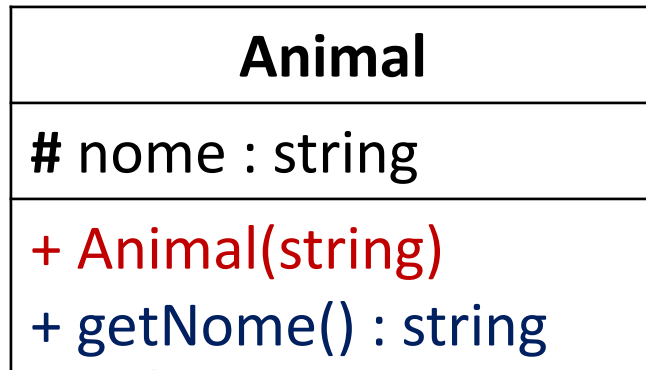 Animal
# nome : string
+ Animal(string)
+ getNome() : string